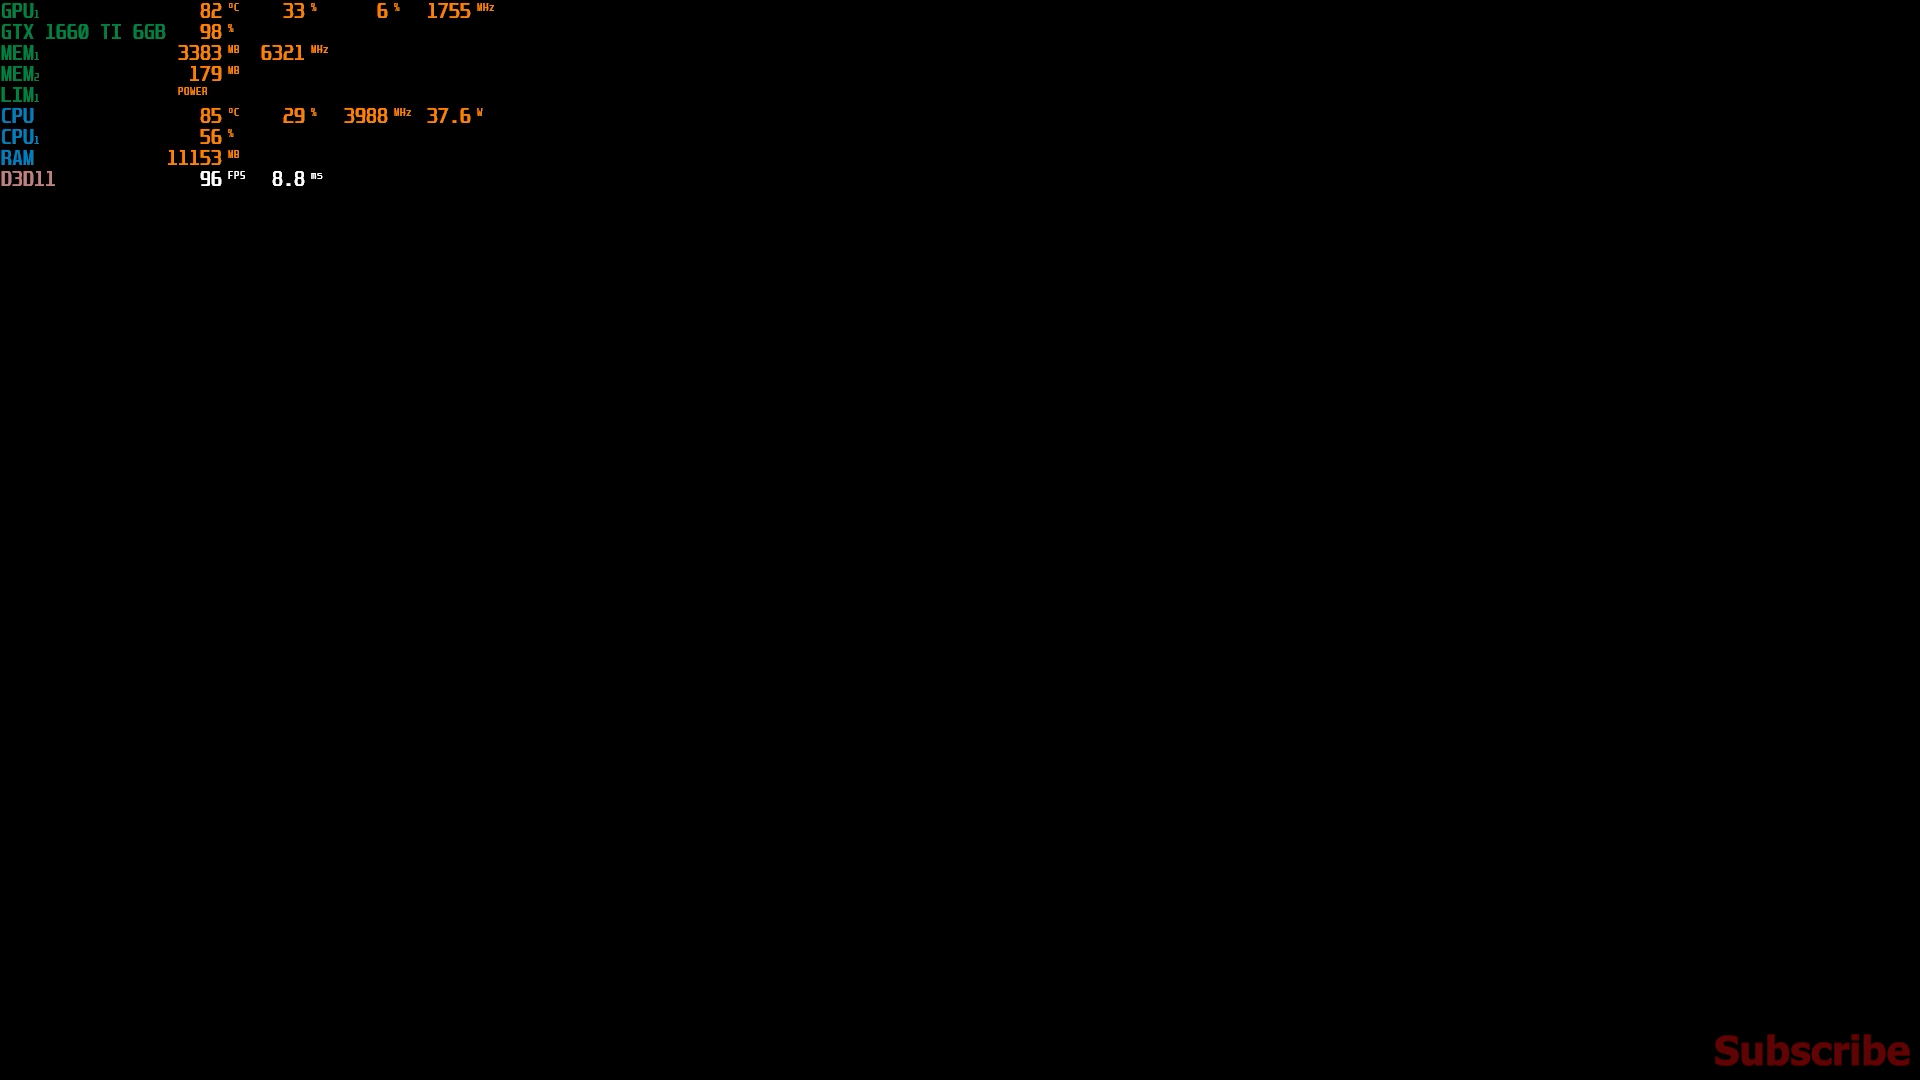 GPU1 82 °C 33 % 6 % 1755 MHz
GTX 1660 TI 6GB 98 %
MEM1 3383 MB 6321 MHz
MEM2 179 MB
LIM1 POWER
CPU 85 °C 29 % 3988 MHz 37.6 W
CPU1 56 %
RAM 11153 MB
D3D11 96 FPS 8.8 ms
Subscribe